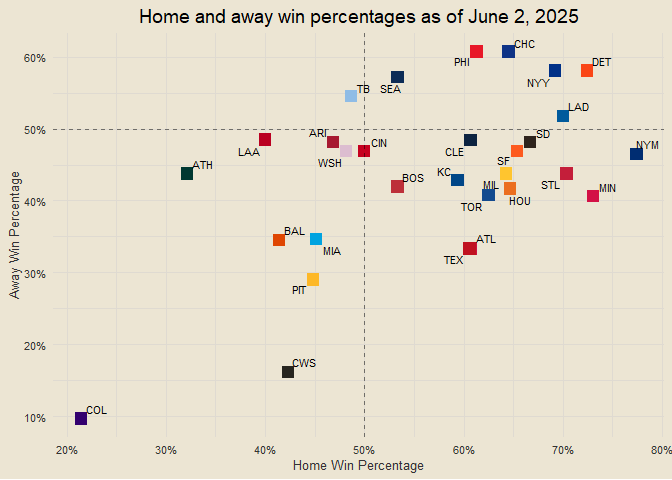 Home and away win percentages as of June 2, 2025
60%
50%
40%
30%
20%
10%
Away Win Percentage
CHC
PHI
DET
NYY
SEA
TB
LAD
ARI
CIN
LAA
WSH
CLE
SD
NYM
SF
ATH
BOS
KC
MIL
STL
MIN
TOR
HOU
BAL
MIA
ATL
TEX
PIT
CWS
COL
20%
30%
40%
50%
60%
70%
80%
Home Win Percentage